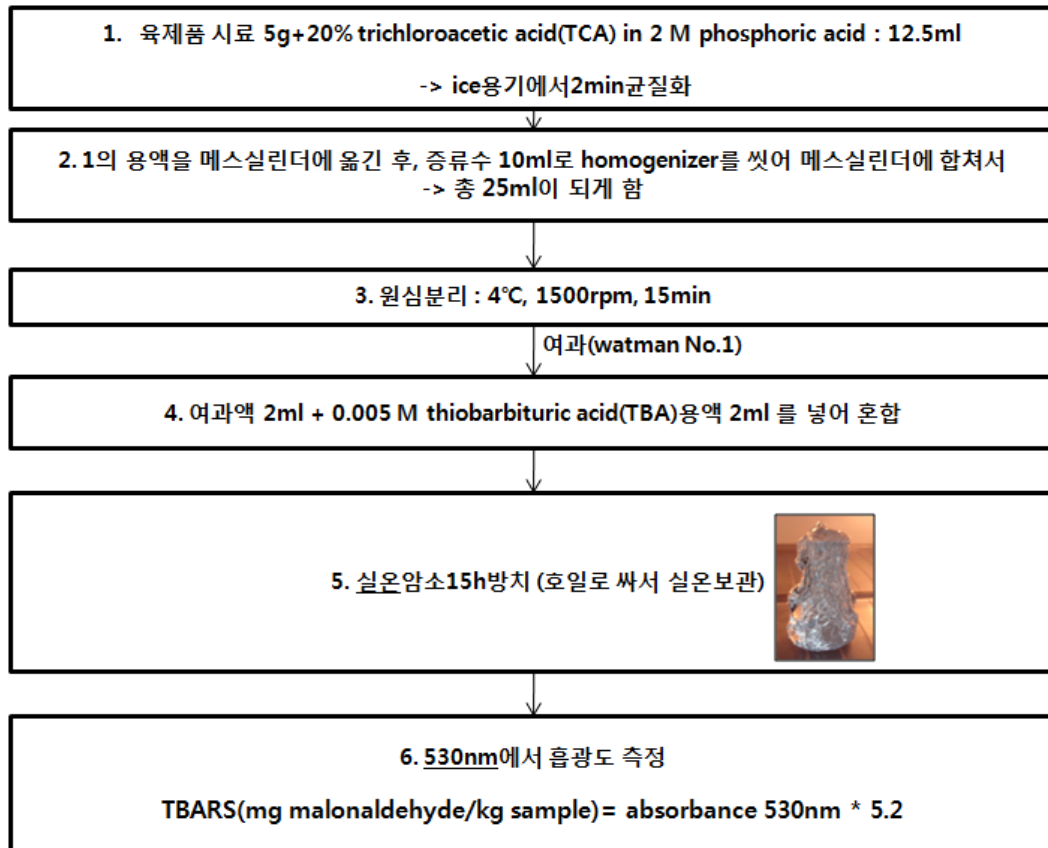 1. 육제품 시료 5g+20% trichloroacetic acid(TCA) in 2 M phosphoric acid : 12.5ml
-> ice용기에서2min균질화
2. 1의 용액을 메스실린더에 옮긴 후, 증류수 10ml로 homogenizer를 씻어 메스실린더에 합쳐서
-> 총 25ml이 되게 함
3. 원심분리 : 4℃, 1500rpm, 15min
여과(watman No.1)
4. 여과액 2ml + 0.005 M thiobarbituric acid(TBA)용액 2ml 를 넣어 혼합
5. 실온암소15h방치 (호일로 싸서 실온보관)
6. 530nm에서 흡광도 측정
TBARS(mg malonaldehyde/kg sample)= absorbance 530nm * 5.2